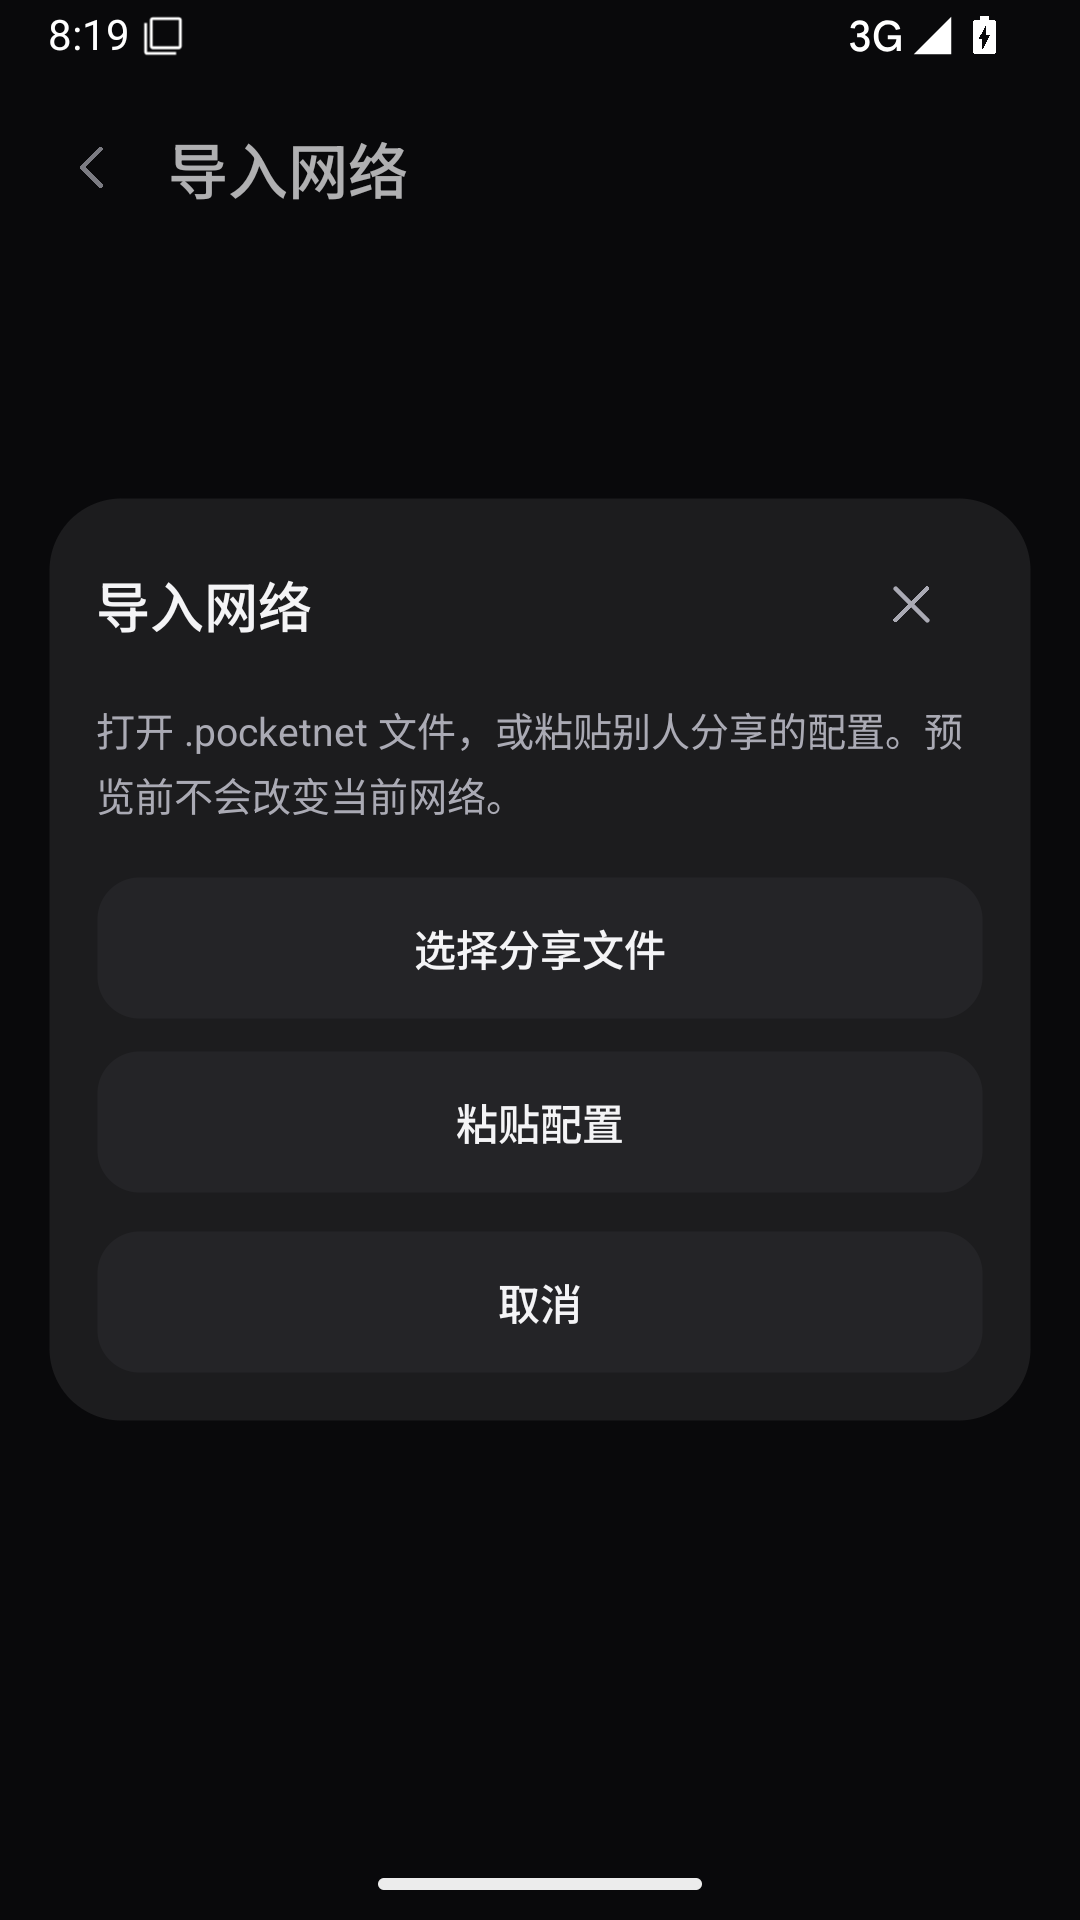 8:19 3G
导入网络
导入网络
打开 .pocketnet 文件，或粘贴别人分享的配置。预
览前不会改变当前网络。
选择分享文件
粘贴配置
取消